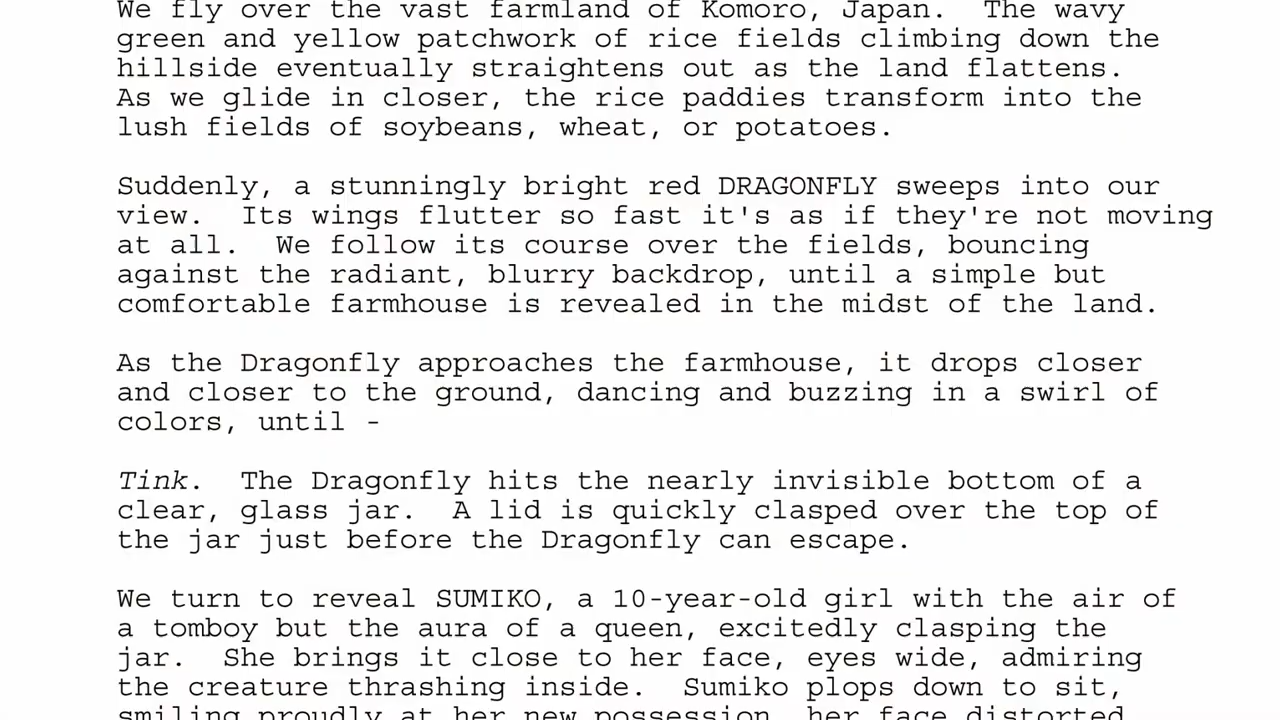 We fly over the vast farmland of Komoro, Japan.  The wavy
green and yellow patchwork of rice fields climbing down the
hillside eventually straightens out as the land flattens.
As we glide in closer, the rice paddies transform into the
lush fields of soybeans, wheat, or potatoes.
Suddenly, a stunningly bright red DRAGONFLY sweeps into our
view.  Its wings flutter so fast it's as if they're not moving
at all.  We follow its course over the fields, bouncing
against the radiant, blurry backdrop, until a simple but
comfortable farmhouse is revealed in the midst of the land.
As the Dragonfly approaches the farmhouse, it drops closer
and closer to the ground, dancing and buzzing in a swirl of
colors, until -
Tink.  The Dragonfly hits the nearly invisible bottom of a
clear, glass jar.  A lid is quickly clasped over the top of
the jar just before the Dragonfly can escape.
We turn to reveal SUMIKO, a 10-year-old girl with the air of
a tomboy but the aura of a queen, excitedly clasping the
jar.  She brings it close to her face, eyes wide, admiring
the creature thrashing inside.  Sumiko plops down to sit,
smiling proudly at her new possession, her face distorted